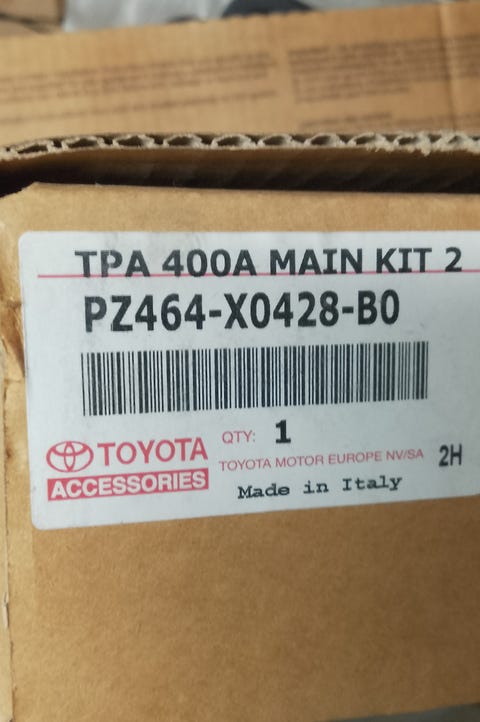 TPA 400A MAIN KIT 2
PZ464-X0428-B0
TOYOTA
ACCESSORIES
QTY: 1
TOYOTA MOTOR EUROPE NV/SA
2H
Made in Italy